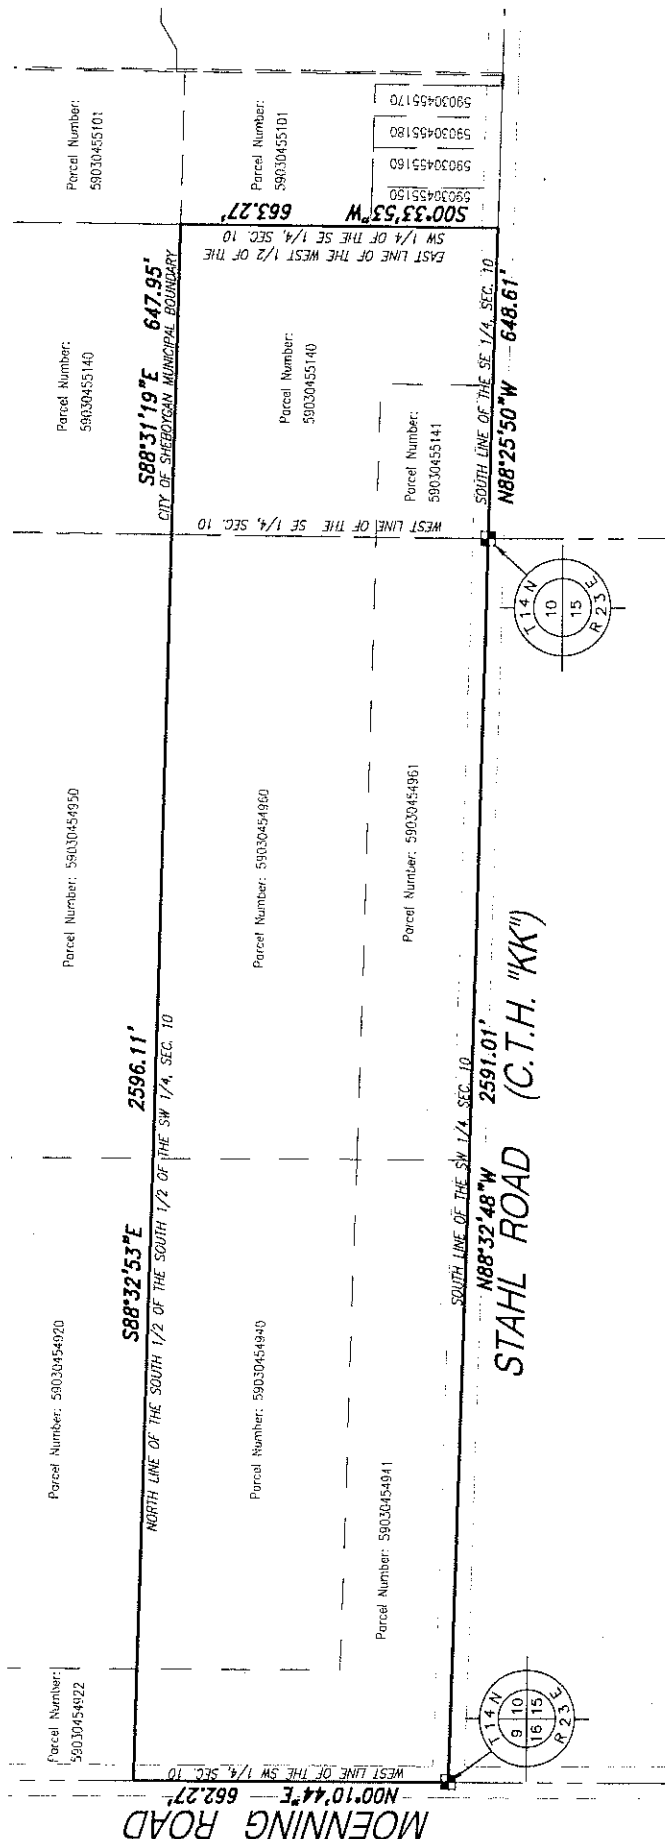 Parcel Number:
59030454922
Parcel Number: 59030454920
Parcel Number: 59030454950
Parcel Number:
59030455140
Parcel Number:
59030455101
S88°32'53"E 2596.11'
NORTH LINE OF THE SOUTH 1/2 OF THE SOUTH 1/2 OF THE SW 1/4, SEC. 10
S88°31'19"E 647.95'
CITY OF SHEBOYGAN MUNICIPAL BOUNDARY
MOENNING ROAD
N00°10'44"E 662.27'
WEST LINE OF THE SW 1/4, SEC 10
Parcel Number: 59030454940
Parcel Number: 59030454960
Parcel Number:
59030455140
Parcel Number:
59030455101
WEST LINE OF THE SE 1/4, SEC. 10
EAST LINE OF THE WEST 1/2 OF THE
SW 1/4 OF THE SE 1/4, SEC. 10
S00°33'53"W 663.27'
59030455150
59030455160
59030455180
59030455170
Parcel Number: 59030454941
Parcel Number: 59030454961
Parcel Number:
59030455141
SOUTH LINE OF THE SW 1/4, SEC 10
N88°32'48"W 2591.01'
SOUTH LINE OF THE SE 1/4, SEC. 10
N88°25'50"W 648.61'
STAHL ROAD (C.T.H. "KK")
T 14 N
9 10
16 15
R 23 E
T 14 N
10
15
R 23 E